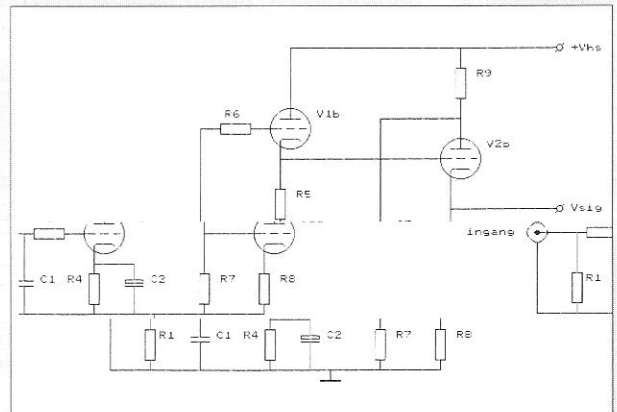 +Vhs
R9
R6
V1b
V2b
R5
Vsig
ingang
C1 R4 C2 R7 R8 R1
R1 C1 R4 C2 R7 R8